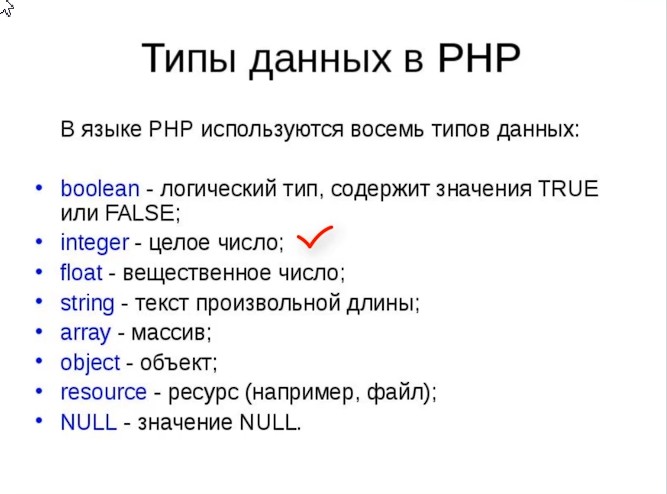 Типы данных в PHP
В языке PHP используются восемь типов данных:
• boolean - логический тип, содержит значения TRUE
или FALSE;
• integer - целое число;
• float - вещественное число;
• string - текст произвольной длины;
• array - массив;
• object - объект;
• resource - ресурс (например, файл);
• NULL - значение NULL.